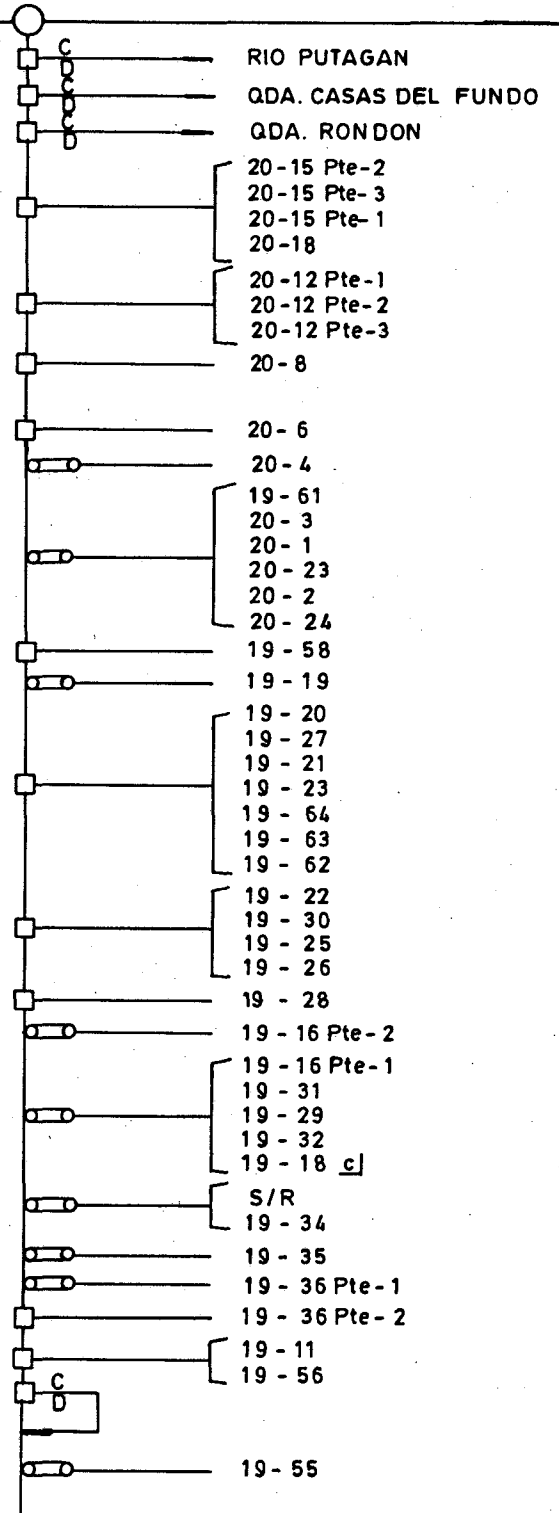 C
D
RIO PUTAGAN
C
D
QDA. CASAS DEL FUNDO
C
D
QDA. RONDON
20-15 Pte-2
20-15 Pte-3
20-15 Pte-1
20-18
20-12 Pte-1
20-12 Pte-2
20-12 Pte-3
20-8
20-6
20-4
19-61
20-3
20-1
20-23
20-2
20-24
19-58
19-19
19-20
19-27
19-21
19-23
19-64
19-63
19-62
19-22
19-30
19-25
19-26
19-28
19-16 Pte-2
19-16 Pte-1
19-31
19-29
19-32
19-18 c
S/R
19-34
19-35
19-36 Pte-1
19-36 Pte-2
19-11
19-56
C
D
19-55